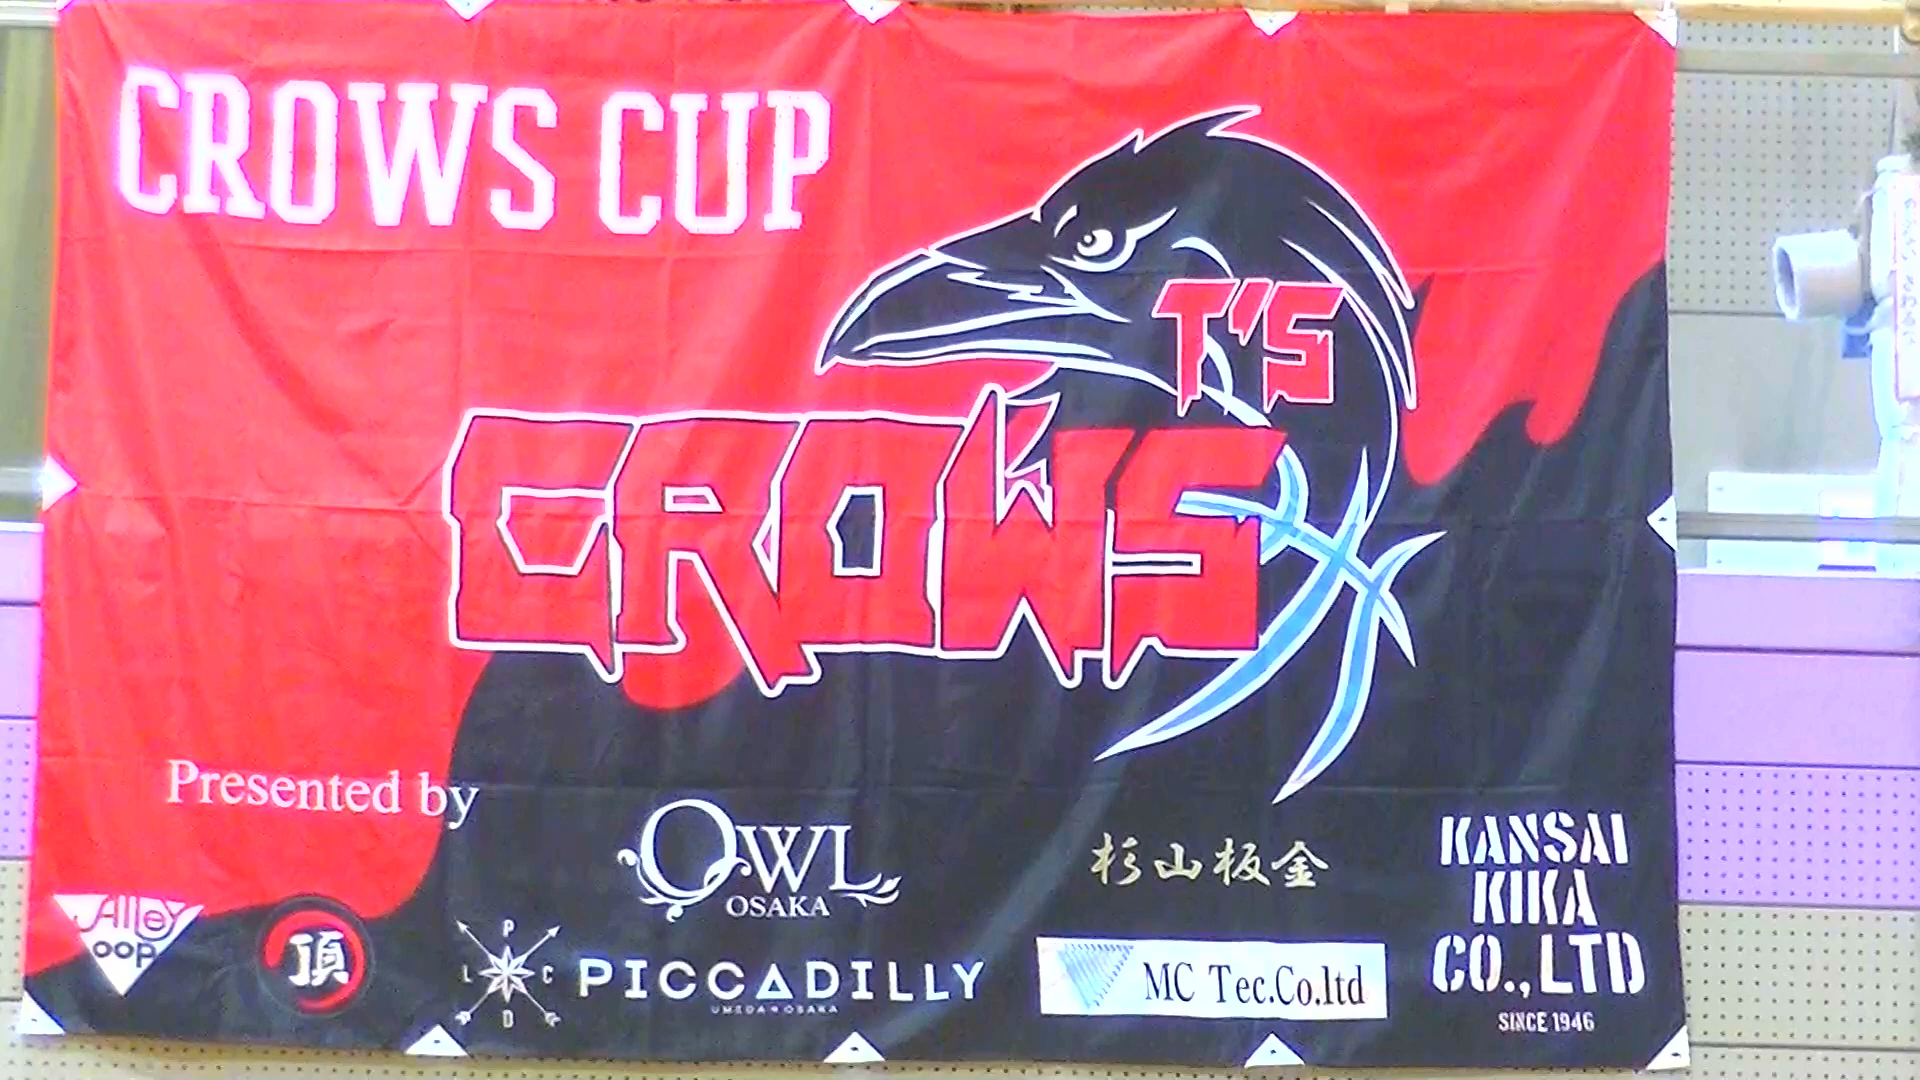 CROWS CUP
T'S
CROWS
Presented by
OWL
OSAKA
杉山板金
KANSAI
KIKA
CO.,LTD
SINCE 1946
Alley
oop
頂
P
L C
D
PICCADILLY
UMEDA OSAKA
MC Tec.Co.ltd